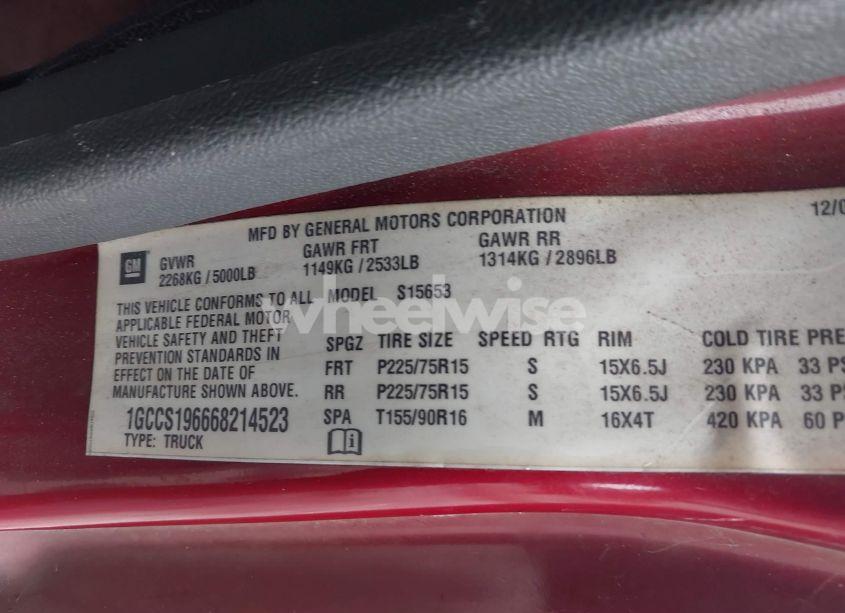 MFD BY GENERAL MOTORS CORPORATION 12/0
GM GVWR GAWR FRT GAWR RR
2268KG / 5000LB 1149KG / 2533LB 1314KG / 2896LB
THIS VEHICLE CONFORMS TO ALL MODEL S15653
APPLICABLE FEDERAL MOTOR
VEHICLE SAFETY AND THEFT SPGZ TIRE SIZE SPEED RTG RIM COLD TIRE PRE
PREVENTION STANDARDS IN FRT P225/75R15 S 15X6.5J 230 KPA 33 PS
EFFECT ON THE DATE OF
MANUFACTURE SHOWN ABOVE. RR P225/75R15 S 15X6.5J 230 KPA 33 PS
1GCCS196668214523 SPA T155/90R16 M 16X4T 420 KPA 60 P
TYPE: TRUCK
wheelwise